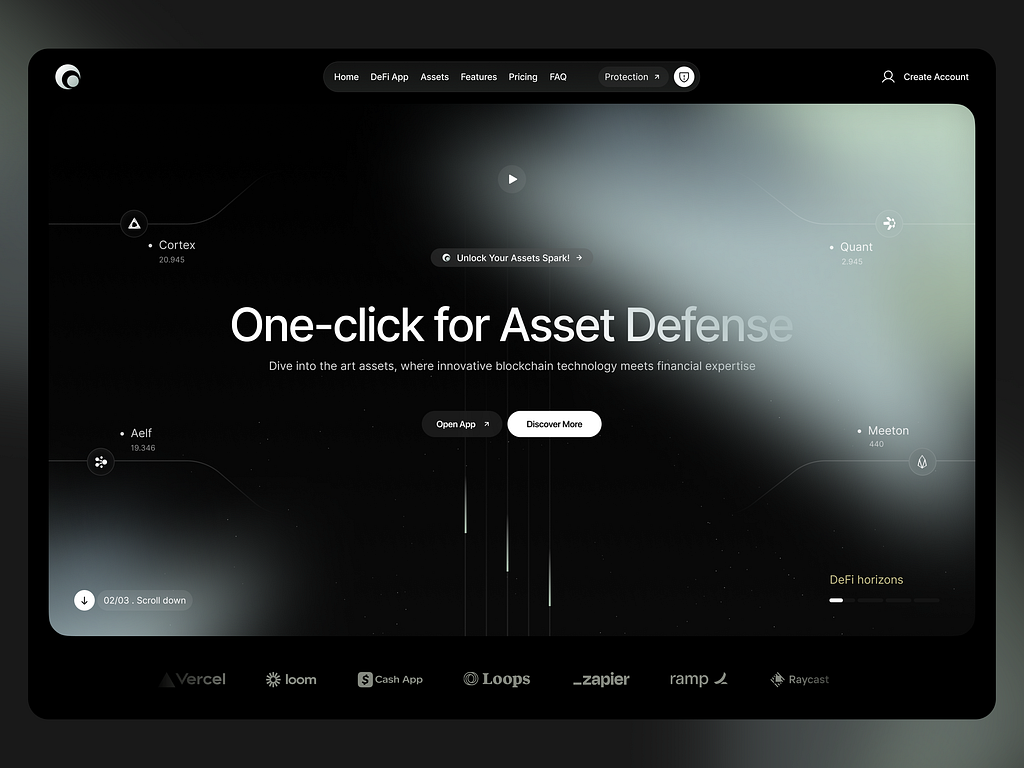 Home DeFi App Assets Features Pricing FAQ Protection Create Account
Cortex
20.945
Quant
2.945
Unlock Your Assets Spark!
One-click for Asset Defense
Dive into the art assets, where innovative blockchain technology meets financial expertise
Open App Discover More
Aelf
19.346
Meeton
440
DeFi horizons
02/03 . Scroll down
Vercel loom Cash App Loops _zapier ramp Raycast